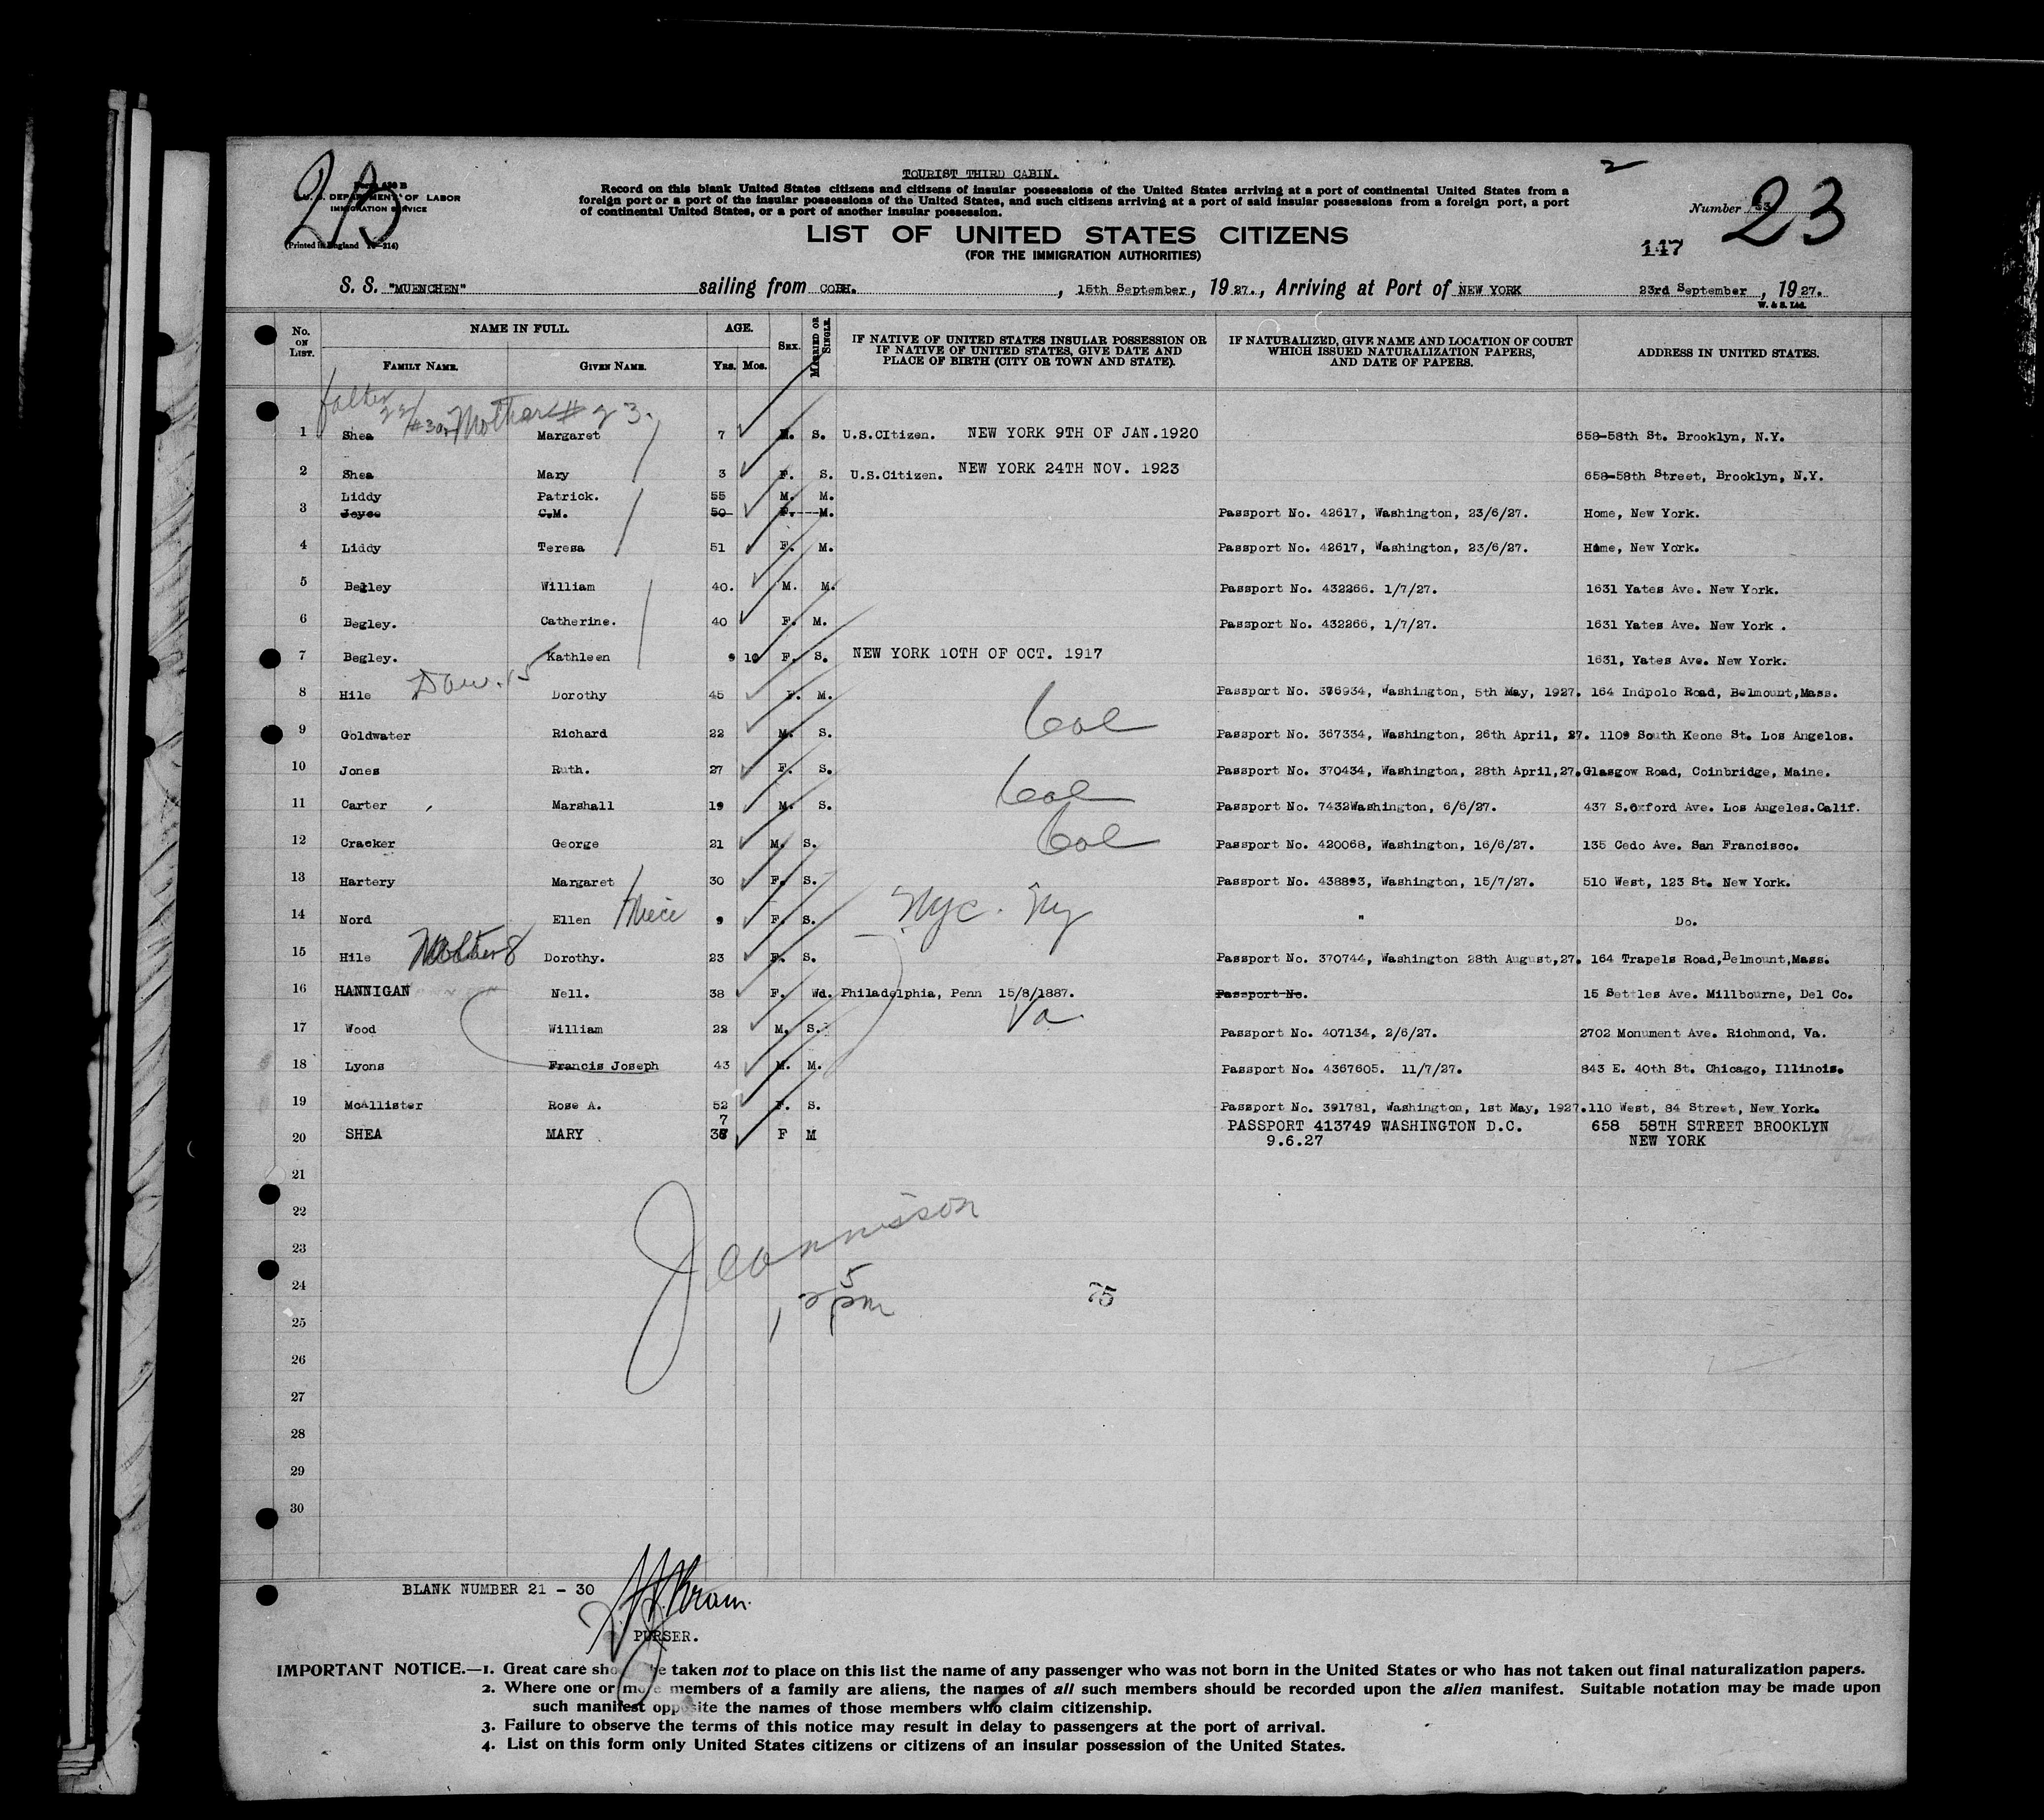 TOURIST THIRD CABIN.
2
23
Form 630 B
U. S. DEPARTMENT OF LABOR
IMMIGRATION SERVICE
Record on this blank United States citizens and citizens of insular possessions of the United States arriving at a port of continental United States from a
foreign port or a port of the insular possessions of the United States, and such citizens arriving at a port of said insular possessions from a foreign port, a port
of continental United States, or a port of another insular possession.
Number 33 23
LIST OF UNITED STATES CITIZENS
(FOR THE IMMIGRATION AUTHORITIES)
147
S. S. "MUENCHEN" sailing from COBH. , 15th September, 1927., Arriving at Port of NEW YORK 23rd September , 1927.
W. & S. Ltd.
No. ON LIST. NAME IN FULL. AGE. SEX. MARRIED OR SINGLE. IF NATIVE OF UNITED STATES INSULAR POSSESSION OR IF NATIVE OF UNITED STATES, GIVE DATE AND PLACE OF BIRTH (CITY OR TOWN AND STATE). IF NATURALIZED, GIVE NAME AND LOCATION OF COURT WHICH ISSUED NATURALIZATION PAPERS, AND DATE OF PAPERS. ADDRESS IN UNITED STATES.
FAMILY NAME. GIVEN NAME. YRS. MOS.
father Mother # 23.
1 Shea Margaret 7 S. U.S.CItizen. NEW YORK 9TH OF JAN.1920 658-58th St. Brooklyn, N.Y.
2 Shea Mary 3 F. S. U.S.Citizen. NEW YORK 24TH NOV. 1923 658-58th Street, Brooklyn, N.Y.
Liddy Patrick. 55 M. M.
3 Joyce C.M. 50 F. M. Passport No. 42617, Washington, 23/6/27. Home, New York.
4 Liddy Teresa 51 F. M. Passport No. 42617, Washington, 23/6/27. Home, New York.
5 Begley William 40. M. M. Passport No. 432266. 1/7/27. 1631 Yates Ave. New York.
6 Begley. Catherine. 40 F. M. Passport No. 432266, 1/7/27. 1631 Yates Ave. New York .
7 Begley. Kathleen 9 10 F. S. NEW YORK 10TH OF OCT. 1917 1631, Yates Ave. New York.
8 Hile Dau. 15 Dorothy 45 F. M. Passport No. 376934, Washington, 5th May, 1927. 164 Indpolo Road, Belmount,Mass.
9 Goldwater Richard 22 M. S. Cal Passport No. 367334, Washington, 26th April, 27. 1109 South Keone St. Los Angelos.
10 Jones Ruth. 27 F. S. Passport No. 370434, Washington, 28th April,27. Glasgow Road, Coinbridge, Maine.
11 Carter Marshall 19 M. S. Cal Passport No. 7432Washington, 6/6/27. 437 S.Oxford Ave. Los Angeles.Calif.
12 Cracker George 21 M. S. Cal Passport No. 420068, Washington, 16/6/27. 135 Cedo Ave. San Francisco.
13 Hartery Margaret 30 F. S. Passport No. 438893, Washington, 15/7/27. 510 West, 123 St. New York.
14 Nord Ellen Niece 9 F. S. Nyc. Ny " Do.
15 Hile Mother 8 Dorothy. 23 F. S. Passport No. 370744, Washington 28th August,27. 164 Trapels Road,Belmount,Mass.
16 HANNIGAN Nell. 38 F. Wd. Philadelphia, Penn 15/8/1887. Passport No. 15 Settles Ave. Millbourne, Del Co.
17 Wood William 22 M. S. Va. Passport No. 407134, 2/6/27. 2702 Monument Ave. Richmond, Va.
18 Lyons Francis Joseph 43 M. M. Passport No. 4367605. 11/7/27. 843 E. 40th St. Chicago, Illinois.
19 McAllister Rose A. 52 F. S. Passport No. 391781, Washington, 1st May, 1927. 110 West, 84 Street, New York.
7
20 SHEA MARY 38 F M PASSPORT 413749 WASHINGTON D.C. 658 58TH STREET BROOKLYN
9.6.27 NEW YORK
21
22
23
24
75
25
26
27
28
29
30
BLANK NUMBER 21 - 30
PURSER.
IMPORTANT NOTICE.—1. Great care should be taken not to place on this list the name of any passenger who was not born in the United States or who has not taken out final naturalization papers.
2. Where one or more members of a family are aliens, the names of all such members should be recorded upon the alien manifest. Suitable notation may be made upon
such manifest opposite the names of those members who claim citizenship.
3. Failure to observe the terms of this notice may result in delay to passengers at the port of arrival.
4. List on this form only United States citizens or citizens of an insular possession of the United States.